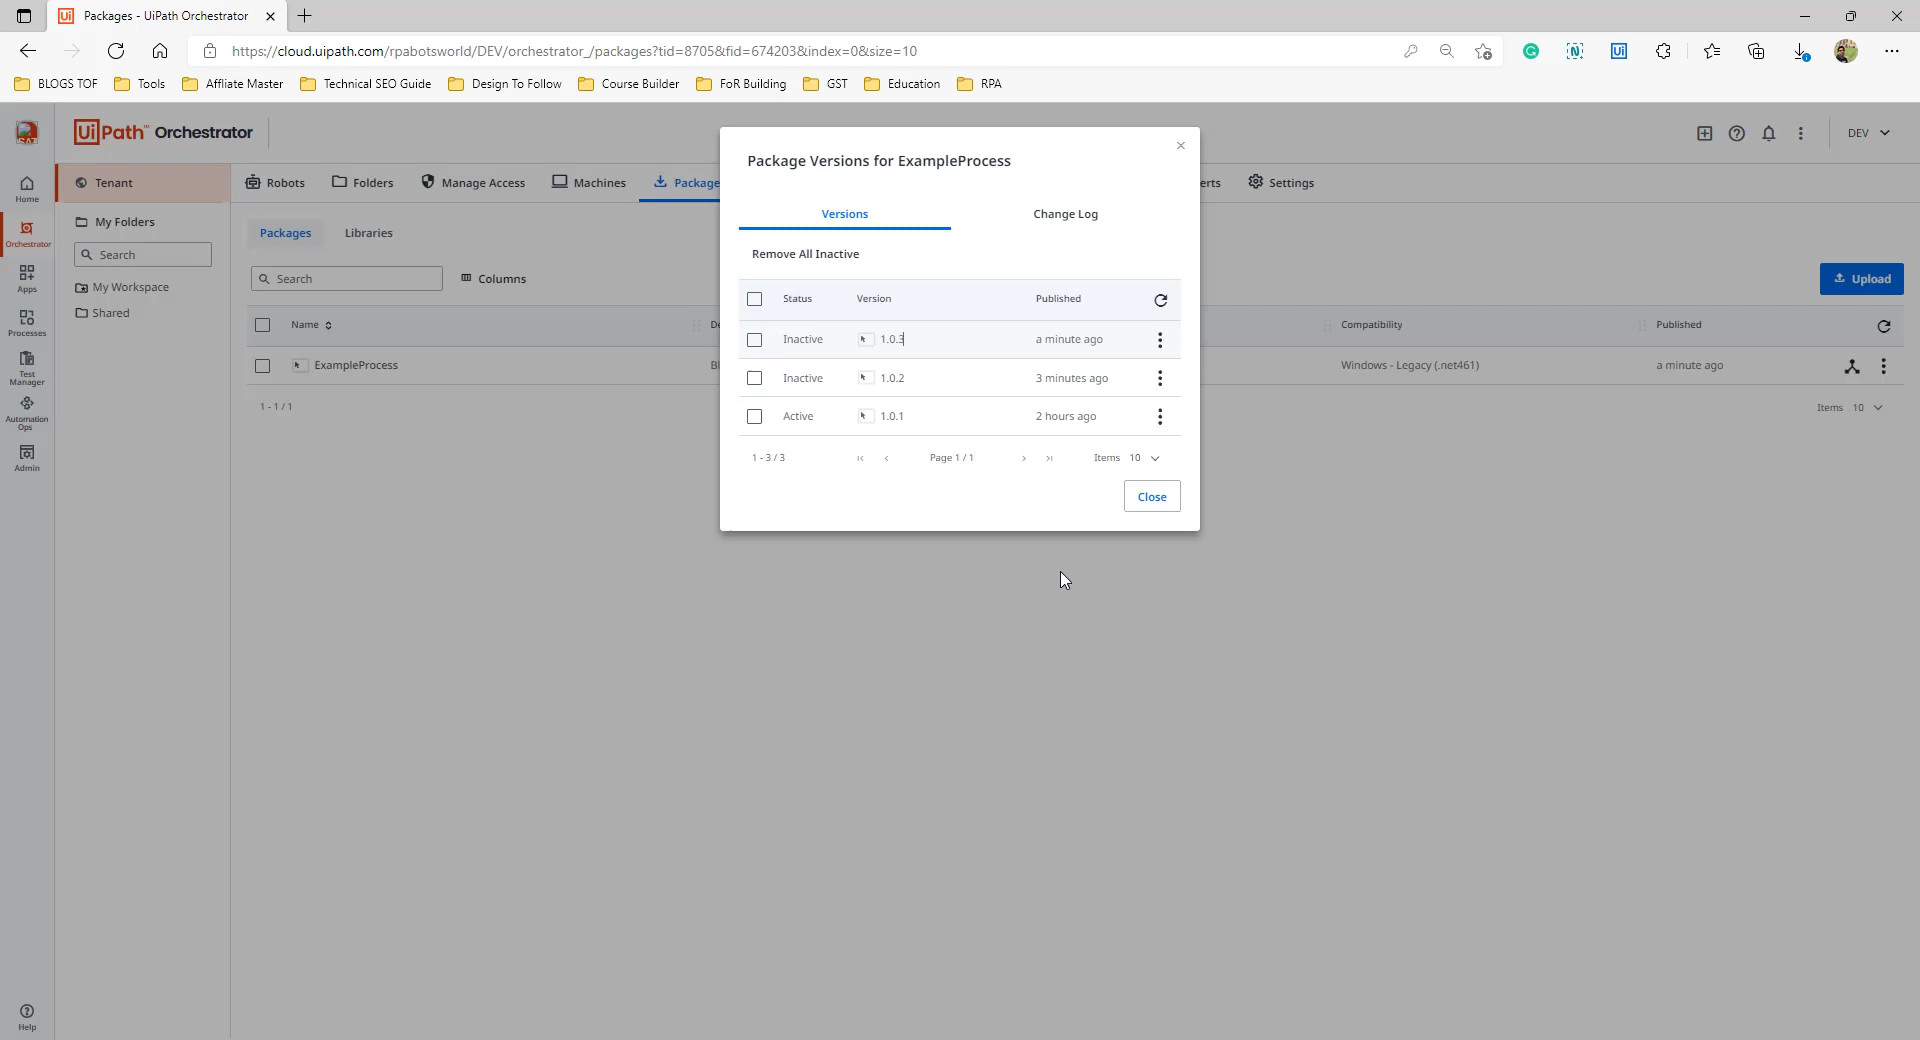 Packages - UiPath Orchestrator
https://cloud.uipath.com/rpabotsworld/DEV/orchestrator_/packages?tid=8705&fid=674203&index=0&size=10
BLOGS TOF Tools Affliate Master Technical SEO Guide Design To Follow Course Builder FoR Building GST Education RPA
UiPath™ Orchestrator
DEV
Home
Orchestrator
Apps
Processes
Test Manager
Automation Ops
Admin
Help
Tenant
My Folders
Search
My Workspace
Shared
Robots Folders Manage Access Machines Package erts Settings
Packages Libraries
Search Columns
Upload
Name De Compatibility Published
ExampleProcess Bl Windows - Legacy (.net461) a minute ago
1 - 1 / 1
Items 10
Package Versions for ExampleProcess
Versions Change Log
Remove All Inactive
Status Version Published
Inactive 1.0.3 a minute ago
Inactive 1.0.2 3 minutes ago
Active 1.0.1 2 hours ago
1 - 3 / 3 Page 1 / 1 Items 10
Close